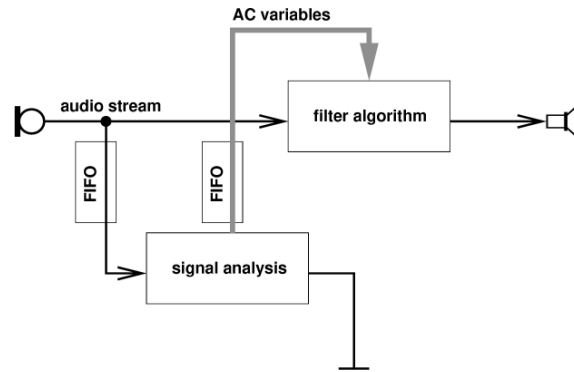 AC variables
audio stream
filter algorithm
FIFO
FIFO
signal analysis